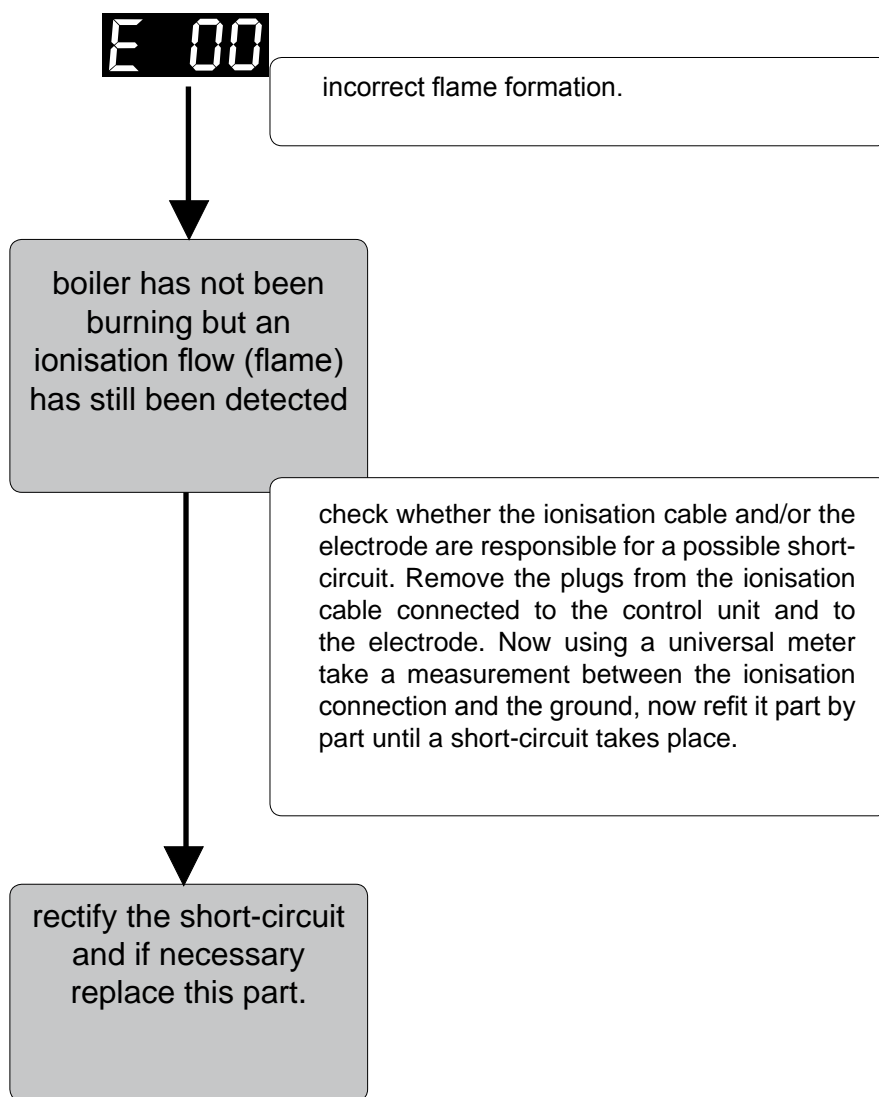 E 00
incorrect flame formation.
boiler has not been
burning but an
ionisation flow (flame)
has still been detected
check whether the ionisation cable and/or the
electrode are responsible for a possible short-
circuit. Remove the plugs from the ionisation
cable connected to the control unit and to
the electrode. Now using a universal meter
take a measurement between the ionisation
connection and the ground, now refit it part by
part until a short-circuit takes place.
rectify the short-circuit
and if necessary
replace this part.